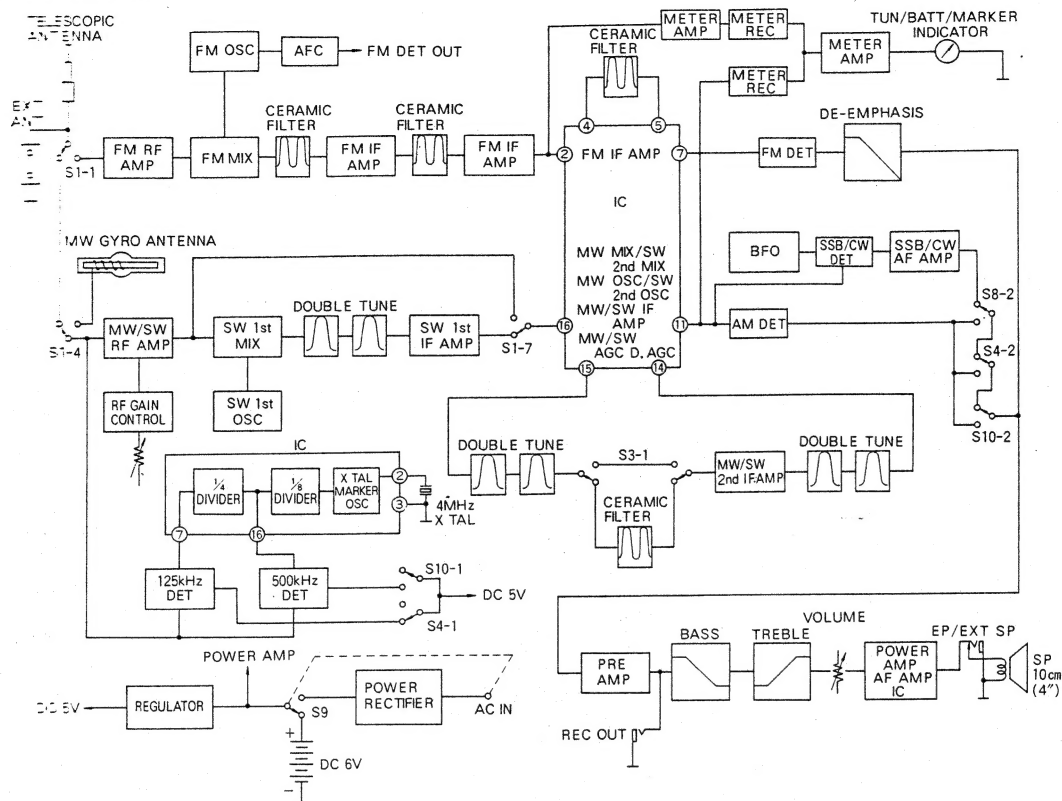 TELESCOPIC
ANTENNA
FM OSC
AFC
FM DET OUT
CERAMIC
FILTER
METER
AMP
METER
REC
TUN/BATT/MARKER
INDICATOR
METER
AMP
METER
REC
EXT
ANT
CERAMIC
FILTER
CERAMIC
FILTER
④
⑤
DE-EMPHASIS
S1-1
FM RF
AMP
FM MIX
FM IF
AMP
FM IF
AMP
②
FM IF AMP
⑦
FM DET
IC
MW GYRO ANTENNA
MW MIX/SW
2nd MIX
MW OSC/SW
2nd OSC
MW/SW IF
AMP
MW/SW
AGC D, AGC
BFO
SSB/CW
DET
SSB/CW
AF AMP
S8-2
DOUBLE TUNE
S1-4
MW/SW
RF AMP
SW 1st
MIX
SW 1st
IF AMP
S1-7
⑯
⑪
AM DET
S4-2
⑮
⑭
RF GAIN
CONTROL
SW 1st
OSC
S10-2
IC
DOUBLE TUNE
S3-1
DOUBLE TUNE
1/4
DIVIDER
1/8
DIVIDER
X TAL
MARKER
OSC
②
③
4MHz
X TAL
MW/SW
2nd I.F.AMP
CERAMIC
FILTER
⑦
⑯
125kHz
DET
500kHz
DET
S10-1
DC 5V
S4-1
POWER AMP
VOLUME
BASS
TREBLE
EP/EXT SP
PRE
AMP
POWER
AMP
AF AMP
IC
SP
10cm
(4″)
DC 5V
REGULATOR
S9
POWER
RECTIFIER
AC IN
REC OUT
+
DC 6V
−